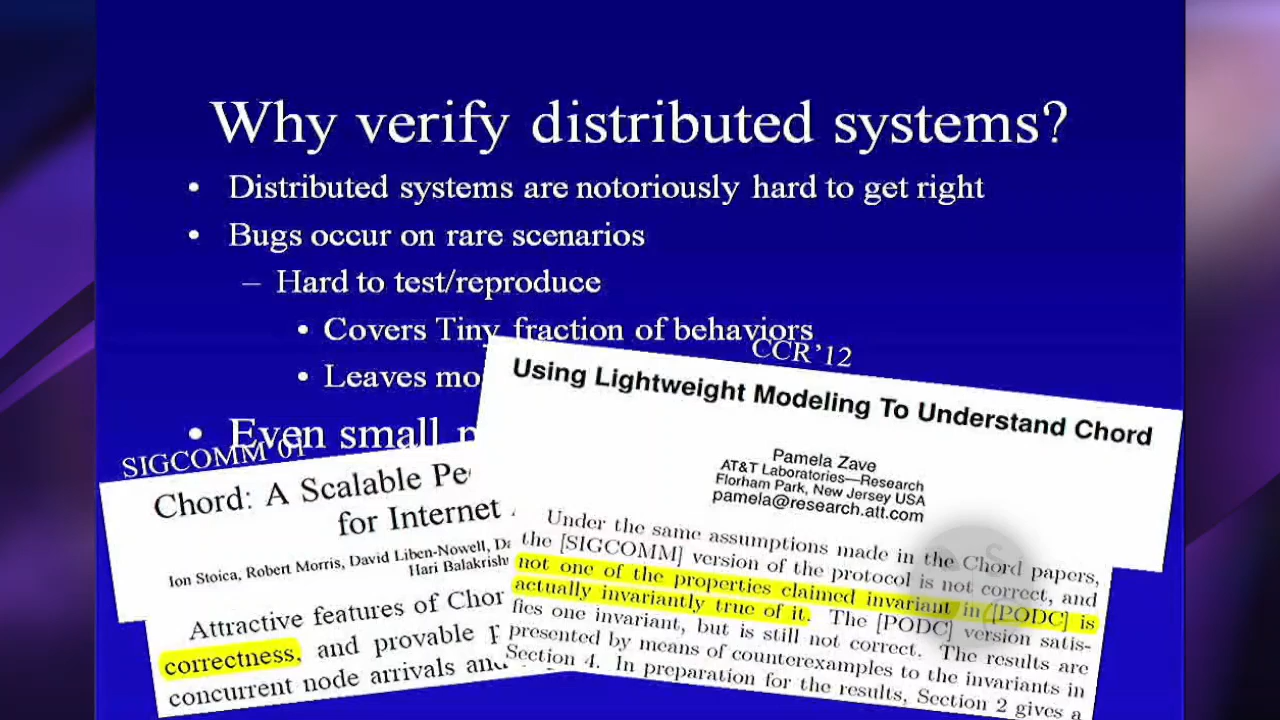 Why verify distributed systems?
• Distributed systems are notoriously hard to get right
• Bugs occur on rare scenarios
– Hard to test/reproduce
• Covers Tiny fraction of behaviors
• Leaves
• Even small
SIGCOMM'01
Chord: A Scalable
for Internet
Ion Stoica, Robert Morris, David Liben-Nowell,
Hari
Attractive features of
correctness, and provable
concurrent node arrivals
CCR'12
Using Lightweight Modeling To Understand Chord
Pamela Zave
AT&T Laboratories—Research
Florham Park, New Jersey USA
pamela@research.att.com
Under the same assumptions made in the Chord papers,
the [SIGCOMM] version of the protocol is not correct, and
not one of the properties claimed invariant in [PODC] is
actually invariantly true of it. The [PODC] version satis-
fies one invariant, but is still not correct. The results are
presented by means of counterexamples to the invariants in
Section 4. In preparation for the results, Section 2 gives a